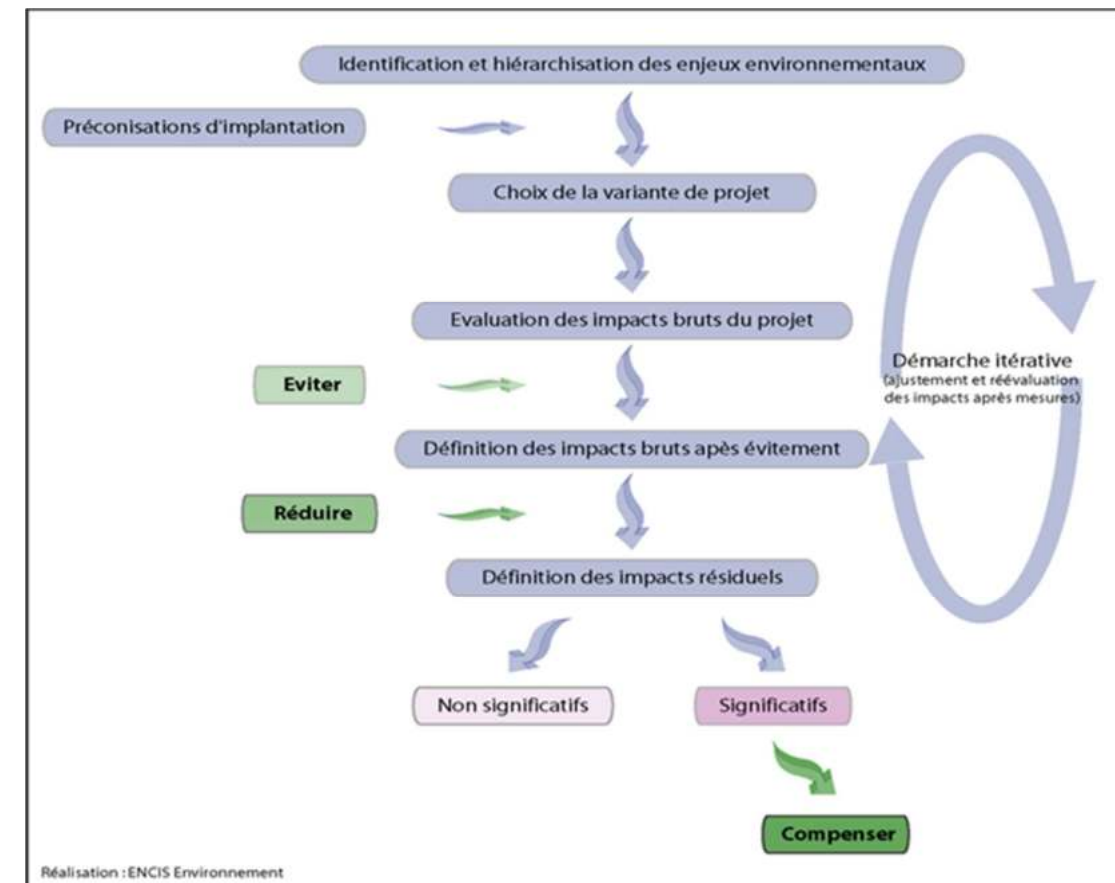 Identification et hiérarchisation des enjeux environnementaux
Préconisations d'implantation
Choix de la variante de projet
Evaluation des impacts bruts du projet
Démarche itérative
(ajustement et réévaluation
des impacts après mesures)
Eviter
Définition des impacts bruts apès évitement
Réduire
Définition des impacts résiduels
Non significatifs
Significatifs
Compenser
Réalisation : ENCIS Environnement